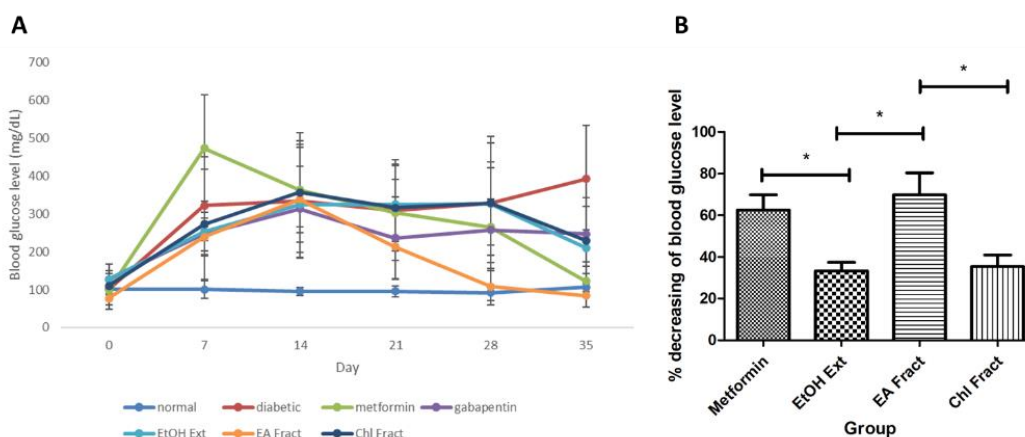 A
Blood glucose level (mg/dL)
700
600
500
400
300
200
100
0
0 7 14 21 28 35
Day
normal diabetic metformin gabapentin
EtOH Ext EA Fract Chl Fract
B
% decreasing of blood glucose level
100
80
60
40
20
0
*
*
*
Metformin EtOH Ext EA Fract Chl Fract
Group